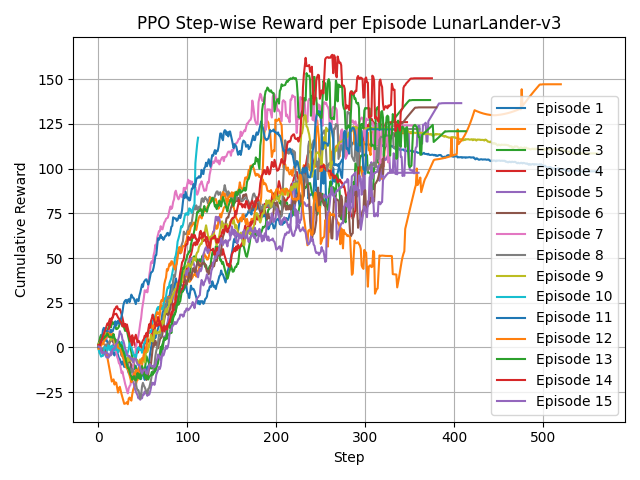 PPO Step-wise Reward per Episode LunarLander-v3
Cumulative Reward
150
125
100
75
50
25
0
−25
0
100
200
300
400
500
Step
Episode 1
Episode 2
Episode 3
Episode 4
Episode 5
Episode 6
Episode 7
Episode 8
Episode 9
Episode 10
Episode 11
Episode 12
Episode 13
Episode 14
Episode 15